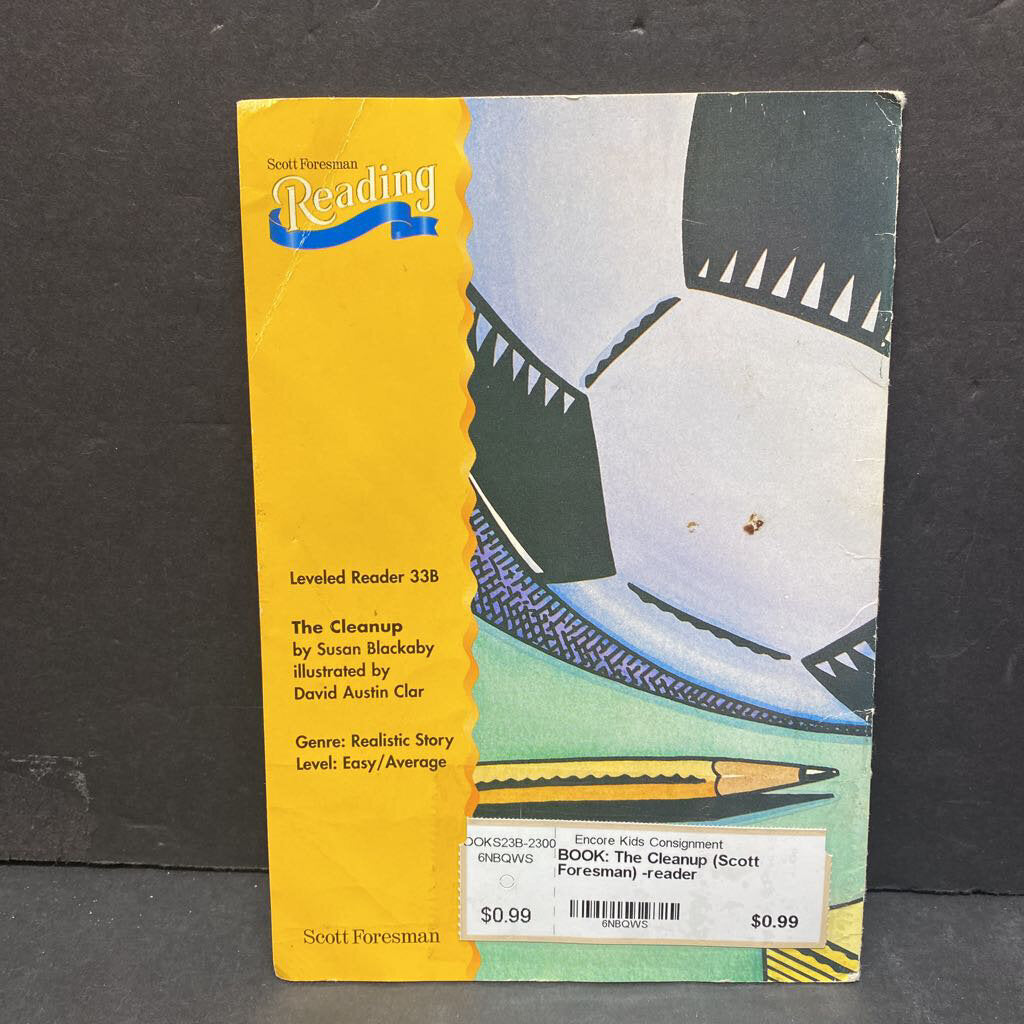 Scott Foresman
Reading
Leveled Reader 33B
The Cleanup
by Susan Blackaby
illustrated by
David Austin Clar
Genre: Realistic Story
Level: Easy/Average
OOKS23B-2300
6NBQWS
$0.99
Encore Kids Consignment
BOOK: The Cleanup (Scott
Foresman) -reader
6NBQWS
$0.99
Scott Foresman